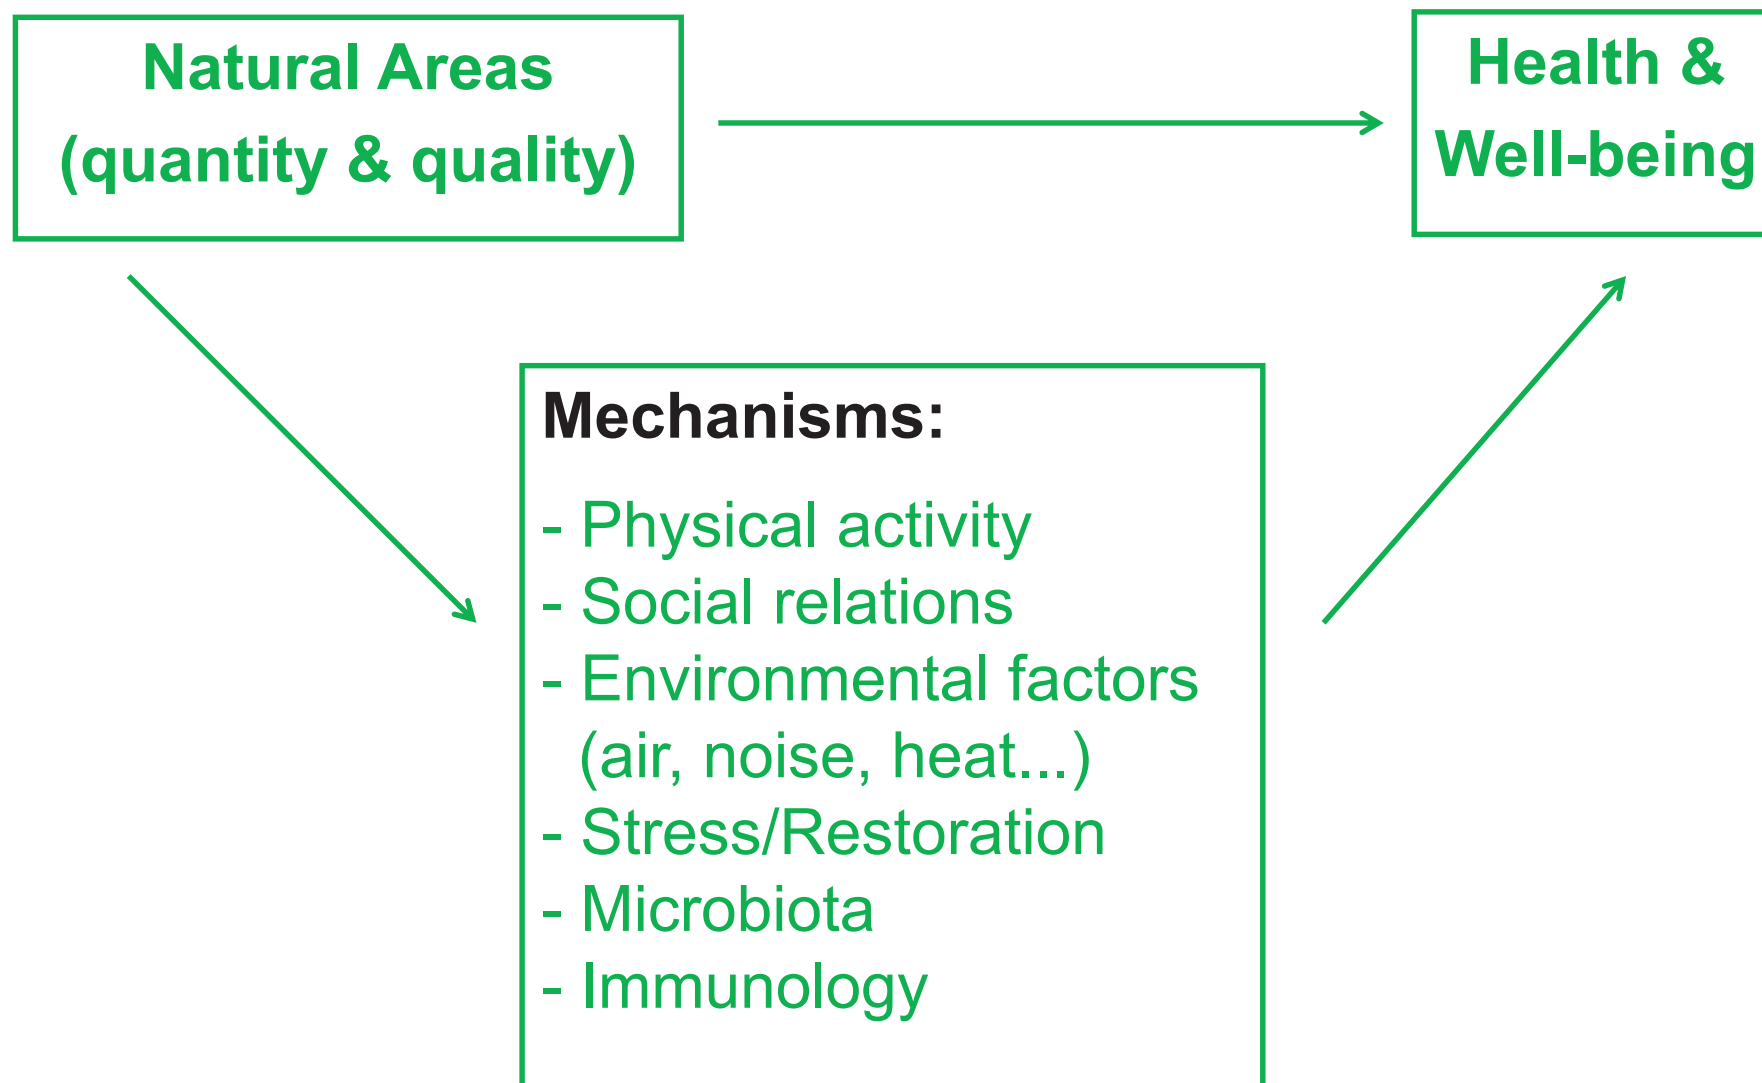 Natural Areas
(quantity & quality)
Health &
Well-being
Mechanisms:
- Physical activity
- Social relations
- Environmental factors
(air, noise, heat...)
- Stress/Restoration
- Microbiota
- Immunology